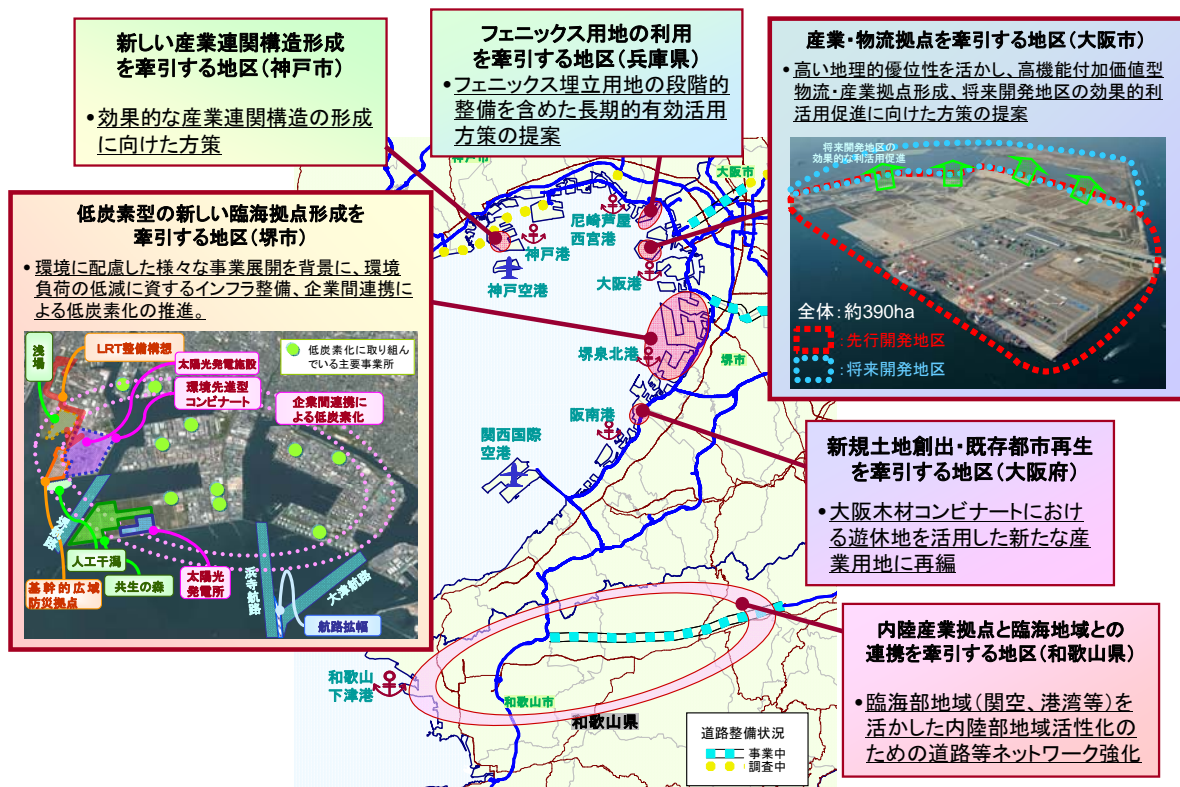 新しい産業連関構造形成
を牽引する地区(神戸市)
•効果的な産業連関構造の形成
に向けた方策
フェニックス用地の利用
を牽引する地区(兵庫県)
•フェニックス埋立用地の段階的
整備を含めた長期的有効活用
方策の提案
産業・物流拠点を牽引する地区(大阪市)
•高い地理的優位性を活かし、高機能付加価値型
物流・産業拠点形成、将来開発地区の効果的利
活用促進に向けた方策の提案
将来開発地区の
効果的な利活用促進
全体：約390ha
：先行開発地区
：将来開発地区
低炭素型の新しい臨海拠点形成を
牽引する地区(堺市)
•環境に配慮した様々な事業展開を背景に、環境
負荷の低減に資するインフラ整備、企業間連携に
よる低炭素化の推進。
浅場
LRT整備構想
太陽光発電施設
環境先進型
コンビナート
低炭素化に取り組ん
でいる主要事業所
企業間連携に
よる低炭素化
人工干潟
共生の森
基幹的広域
防災拠点
太陽光
発電所
浜寺航路
大津航路
航路拡幅
神戸市
大阪市
尼崎芦屋
西宮港
神戸港
神戸空港
大阪港
堺泉北港
堺市
阪南港
関西国際
空港
新規土地創出・既存都市再生
を牽引する地区(大阪府)
•大阪木材コンビナートにおけ
る遊休地を活用した新たな産
業用地に再編
和歌山
下津港
和歌山市
和歌山県
道路整備状況
事業中
調査中
内陸産業拠点と臨海地域との
連携を牽引する地区(和歌山県)
•臨海部地域(関空、港湾等)を
活かした内陸部地域活性化の
ための道路等ネットワーク強化